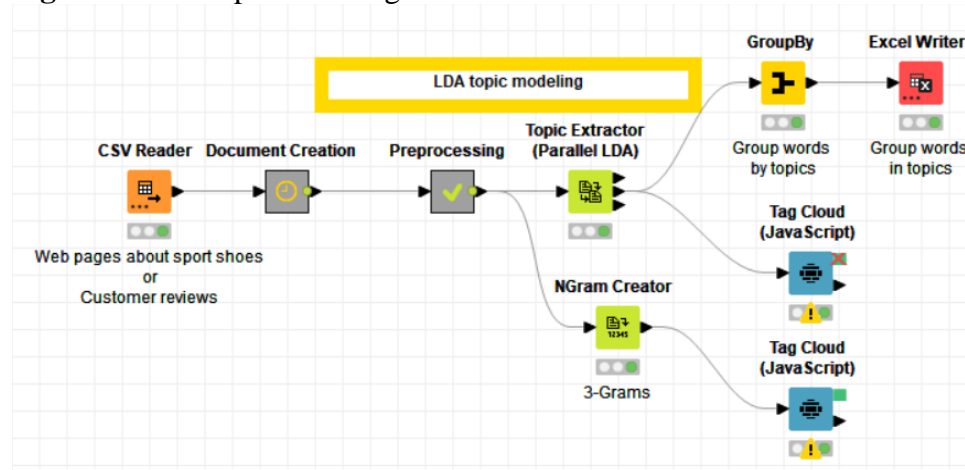 GroupBy
Excel Writer
LDA topic modeling
Topic Extractor
(Parallel LDA)
CSV Reader
Document Creation
Preprocessing
Group words
by topics
Group words
in topics
Tag Cloud
(JavaScript)
Web pages about sport shoes
or
Customer reviews
NGram Creator
12345
3-Grams
Tag Cloud
(JavaScript)